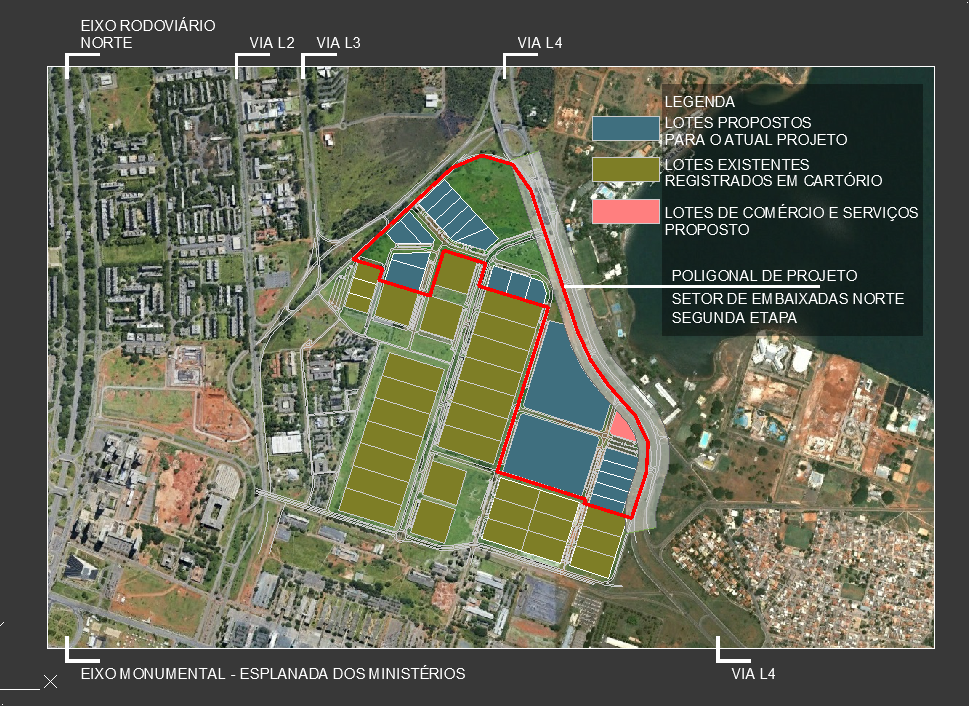 EIXO RODOVIÁRIO
NORTE
VIA L2
VIA L3
VIA L4
LEGENDA
LOTES PROPOSTOS
PARA O ATUAL PROJETO
LOTES EXISTENTES
REGISTRADOS EM CARTÓRIO
LOTES DE COMÉRCIO E SERVIÇOS
PROPOSTO
POLIGONAL DE PROJETO
SETOR DE EMBAIXADAS NORTE
SEGUNDA ETAPA
EIXO MONUMENTAL - ESPLANADA DOS MINISTÉRIOS
VIA L4